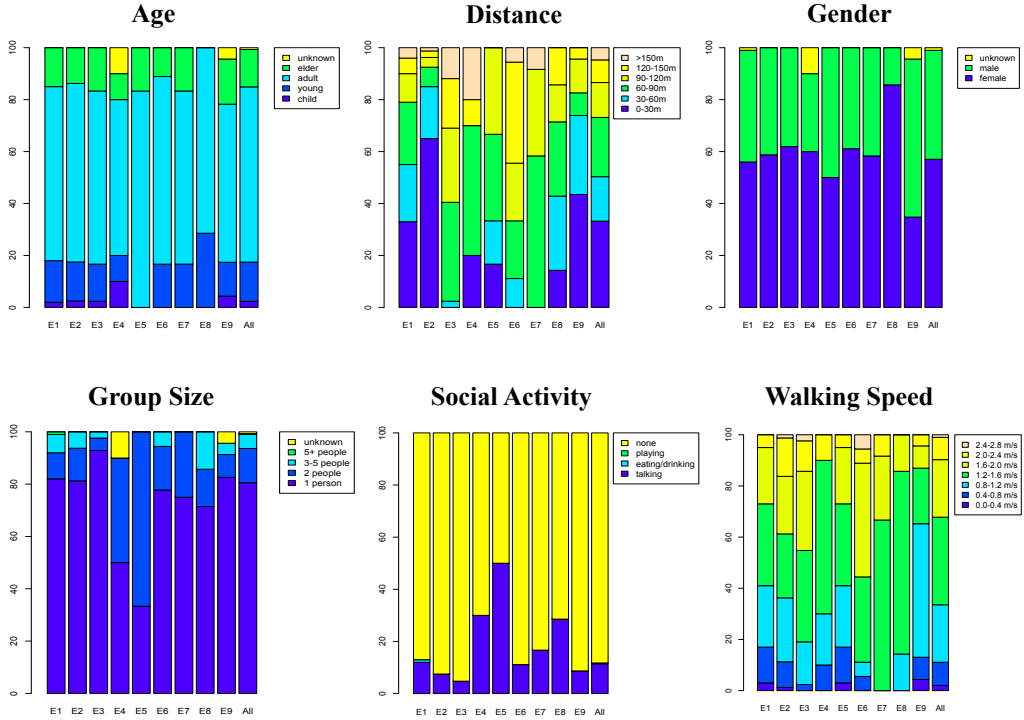 Age
Distance
Gender
100
80
60
40
20
0
E1 E2 E3 E4 E5 E6 E7 E8 E9 All
unknown
elder
adult
young
child
100
80
60
40
20
0
E1 E2 E3 E4 E5 E6 E7 E8 E9 All
>150m
120-150m
90-120m
60-90m
30-60m
0-30m
100
80
60
40
20
0
E1 E2 E3 E4 E5 E6 E7 E8 E9 All
unknown
male
female
Group Size
Social Activity
Walking Speed
100
80
60
40
20
0
E1 E2 E3 E4 E5 E6 E7 E8 E9 All
unknown
5+ people
3-5 people
2 people
1 person
100
80
60
40
20
0
E1 E2 E3 E4 E5 E6 E7 E8 E9 All
none
playing
eating/drinking
talking
100
80
60
40
20
0
E1 E2 E3 E4 E5 E6 E7 E8 E9 All
2.4-2.8 m/s
2.0-2.4 m/s
1.6-2.0 m/s
1.2-1.6 m/s
0.8-1.2 m/s
0.4-0.8 m/s
0.0-0.4 m/s